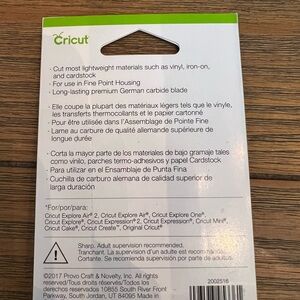 Cricut
· Cut most lightweight materials such as vinyl, iron-on,
and cardstock
· For use in Fine Point Housing
· Long-lasting premium German carbide blade
· Elle coupe la plupart des matériaux légers tels que le vinyle,
les transferts thermocollants et le papier cartonné
· Pour être utilisée dans l'Assemblage de Pointe Fine
· Lame au carbure de qualité allemande supérieure de
longue durée
· Corta la mayor parte de los materiales de bajo gramaje tales
como vinilo, parches termo-adhesivos y papel Cardstock
· Para utilizar en el Ensamblaje de Punta Fina
· Cuchilla de carburo alemana de calidad superior de
larga duración
*For/por/para:
Cricut Explore Air® 2, Cricut Explore Air®, Cricut Explore One®,
Cricut Explore®, Cricut Expression® 2, Cricut Expression®, Cricut Mini®,
Cricut Cake®, Cricut Create™, Original Cricut®
Sharp. Adult supervision recommended.
Tranchant. La supervision d'un adulte est recommandée.
Cortante. Se recomienda la supervisión de un adulto.
©2017 Provo Craft & Novelty, Inc. All rights
reserved/Tous droits réservés/Todos los
derechos reservados 10855 South River Front
Parkway, South Jordan, UT 84095 Made in
2002516